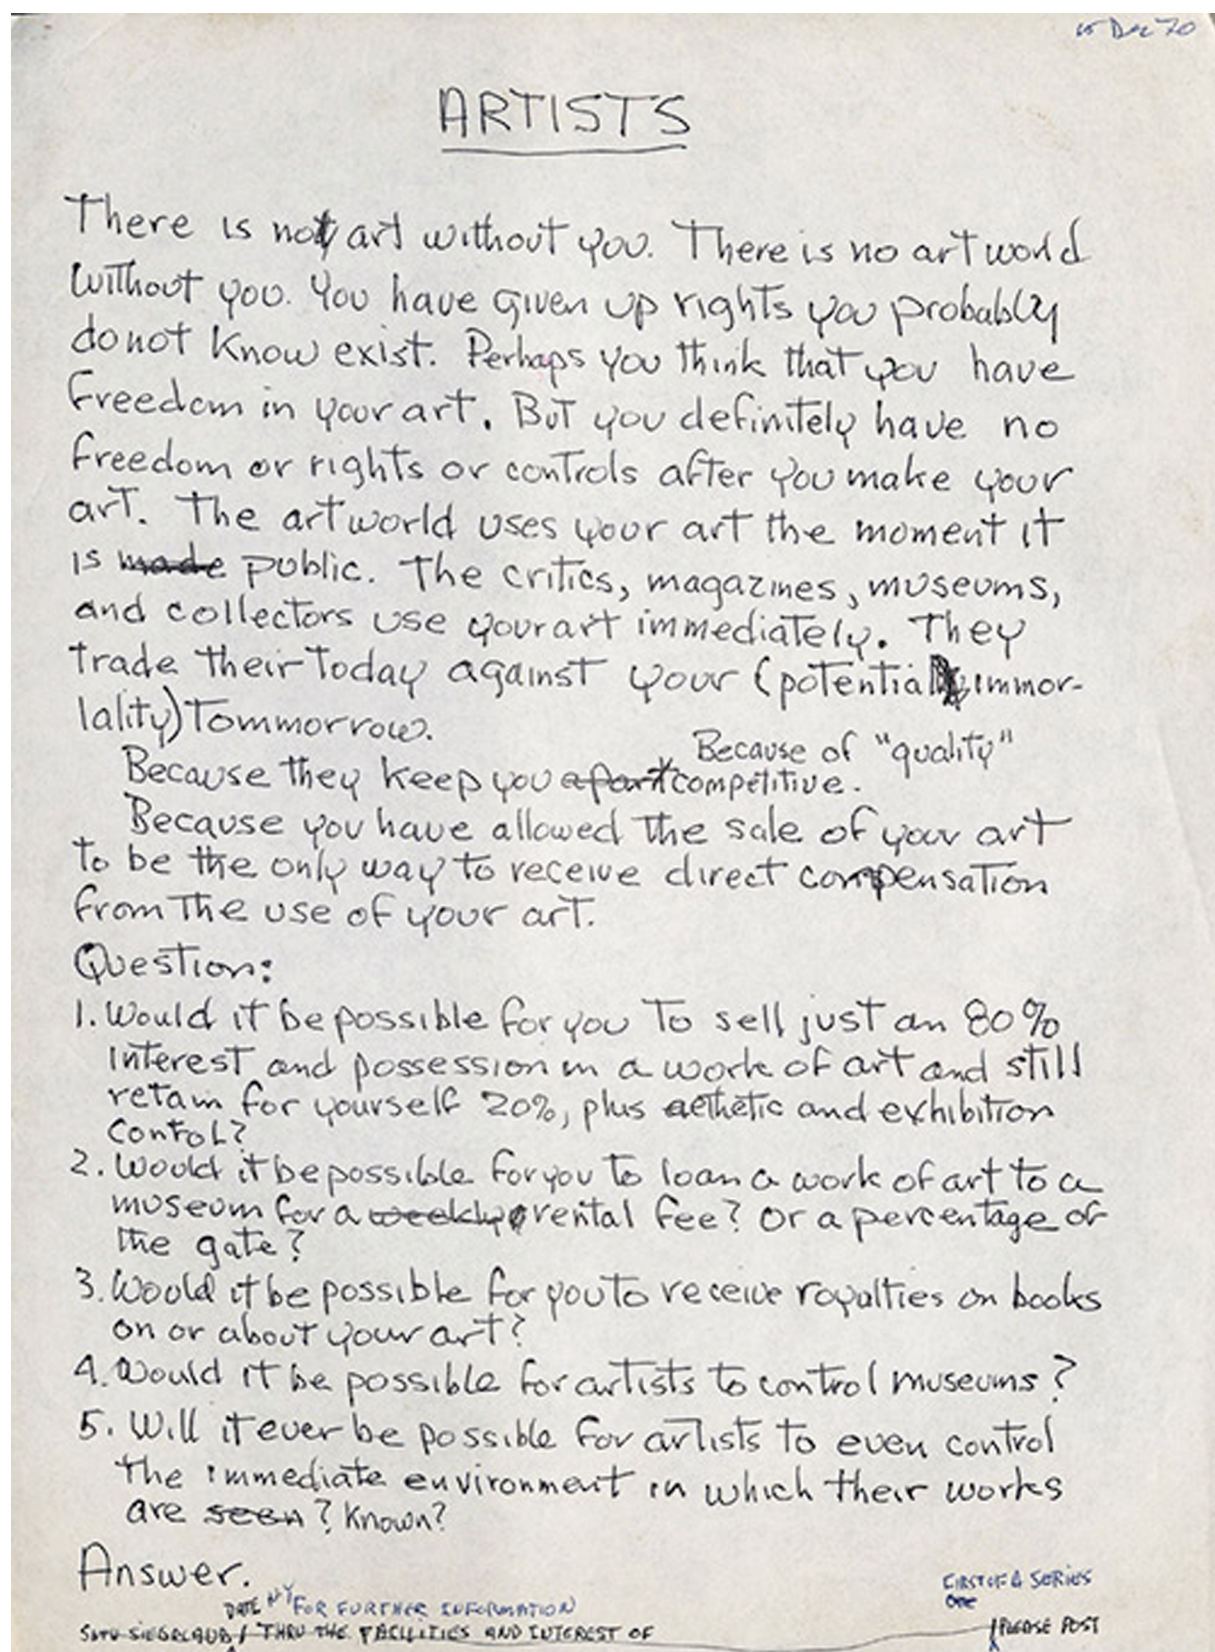 15 Dec 70
ARTISTS
There is no art without you. There is no art world
without you. You have given up rights you probably
do not know exist. Perhaps you think that you have
freedom in your art. But you definitely have no
freedom or rights or controls after you make your
art. The art world uses your art the moment it
is made public. The critics, magazines, museums,
and collectors use your art immediately. They
trade their today against your (potential immor-
lality) Tommorrow.
Because of "quality"
Because they keep you apart competitive.
Because you have allowed the sale of your art
to be the only way to receive direct compensation
from the use of your art.
Question:
1. Would it be possible for you to sell just an 80%
interest and possession in a work of art and still
retain for yourself 20%, plus aethetic and exhibition
contol?
2. Would it be possible for you to loan a work of art to a
museum for a weekly rental fee? Or a percentage of
the gate?
3. Would it be possible for you to receive royalties on books
on or about your art?
4. Would it be possible for artists to control museums?
5. Will it ever be possible for artists to even control
the immediate environment in which their works
are seen? Known?
Answer.
FIRST OF A SERIES
one
DATE NY FOR FURTHER INFORMATION
SETH SIEGELAUB / THRU THE FACILITIES AND INTEREST OF
PLEASE POST